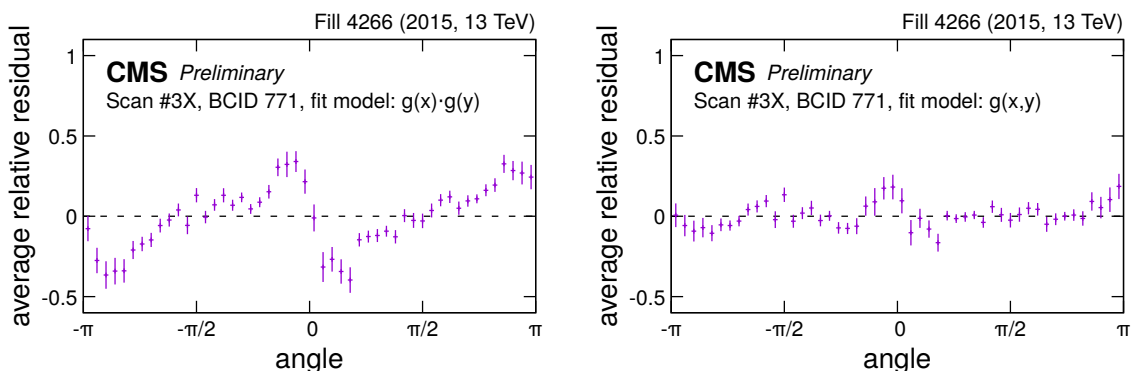 Fill 4266 (2015, 13 TeV)
average relative residual
1
0.5
0
-0.5
CMS Preliminary
Scan #3X, BCID 771, fit model: g(x)·g(y)
-π
-π/2
0
π/2
π
angle
Fill 4266 (2015, 13 TeV)
average relative residual
1
0.5
0
-0.5
CMS Preliminary
Scan #3X, BCID 771, fit model: g(x,y)
-π
-π/2
0
π/2
π
angle